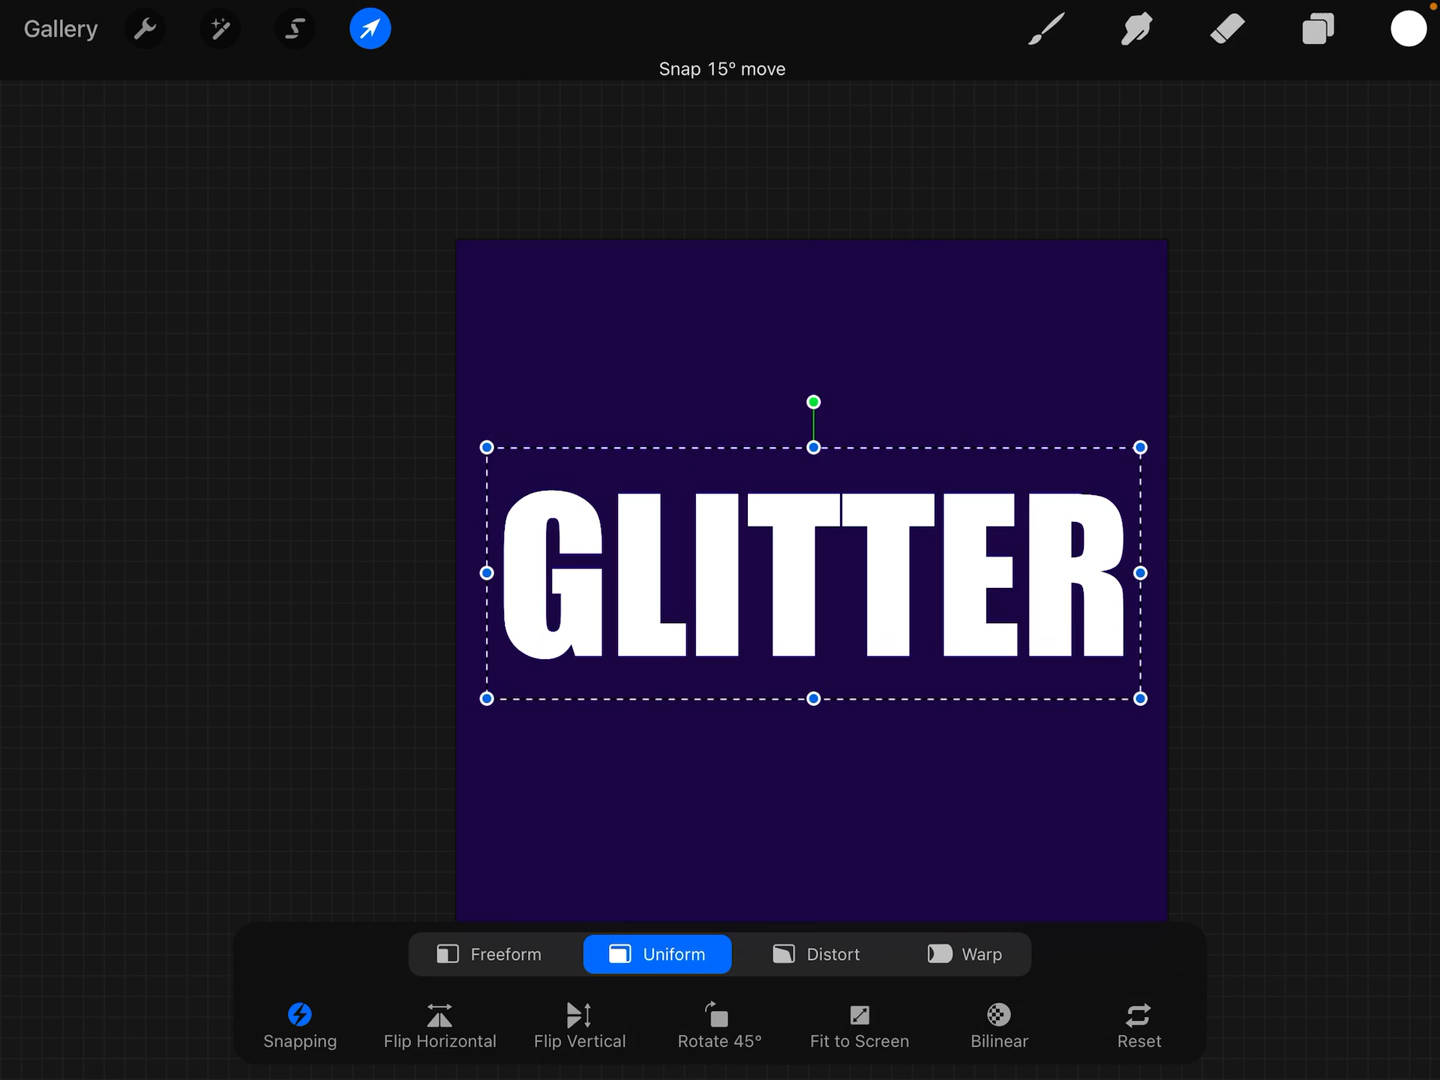 Gallery
Snap 15º move
GLITTER
Freeform Uniform Distort Warp
Snapping Flip Horizontal Flip Vertical Rotate 45° Fit to Screen Bilinear Reset